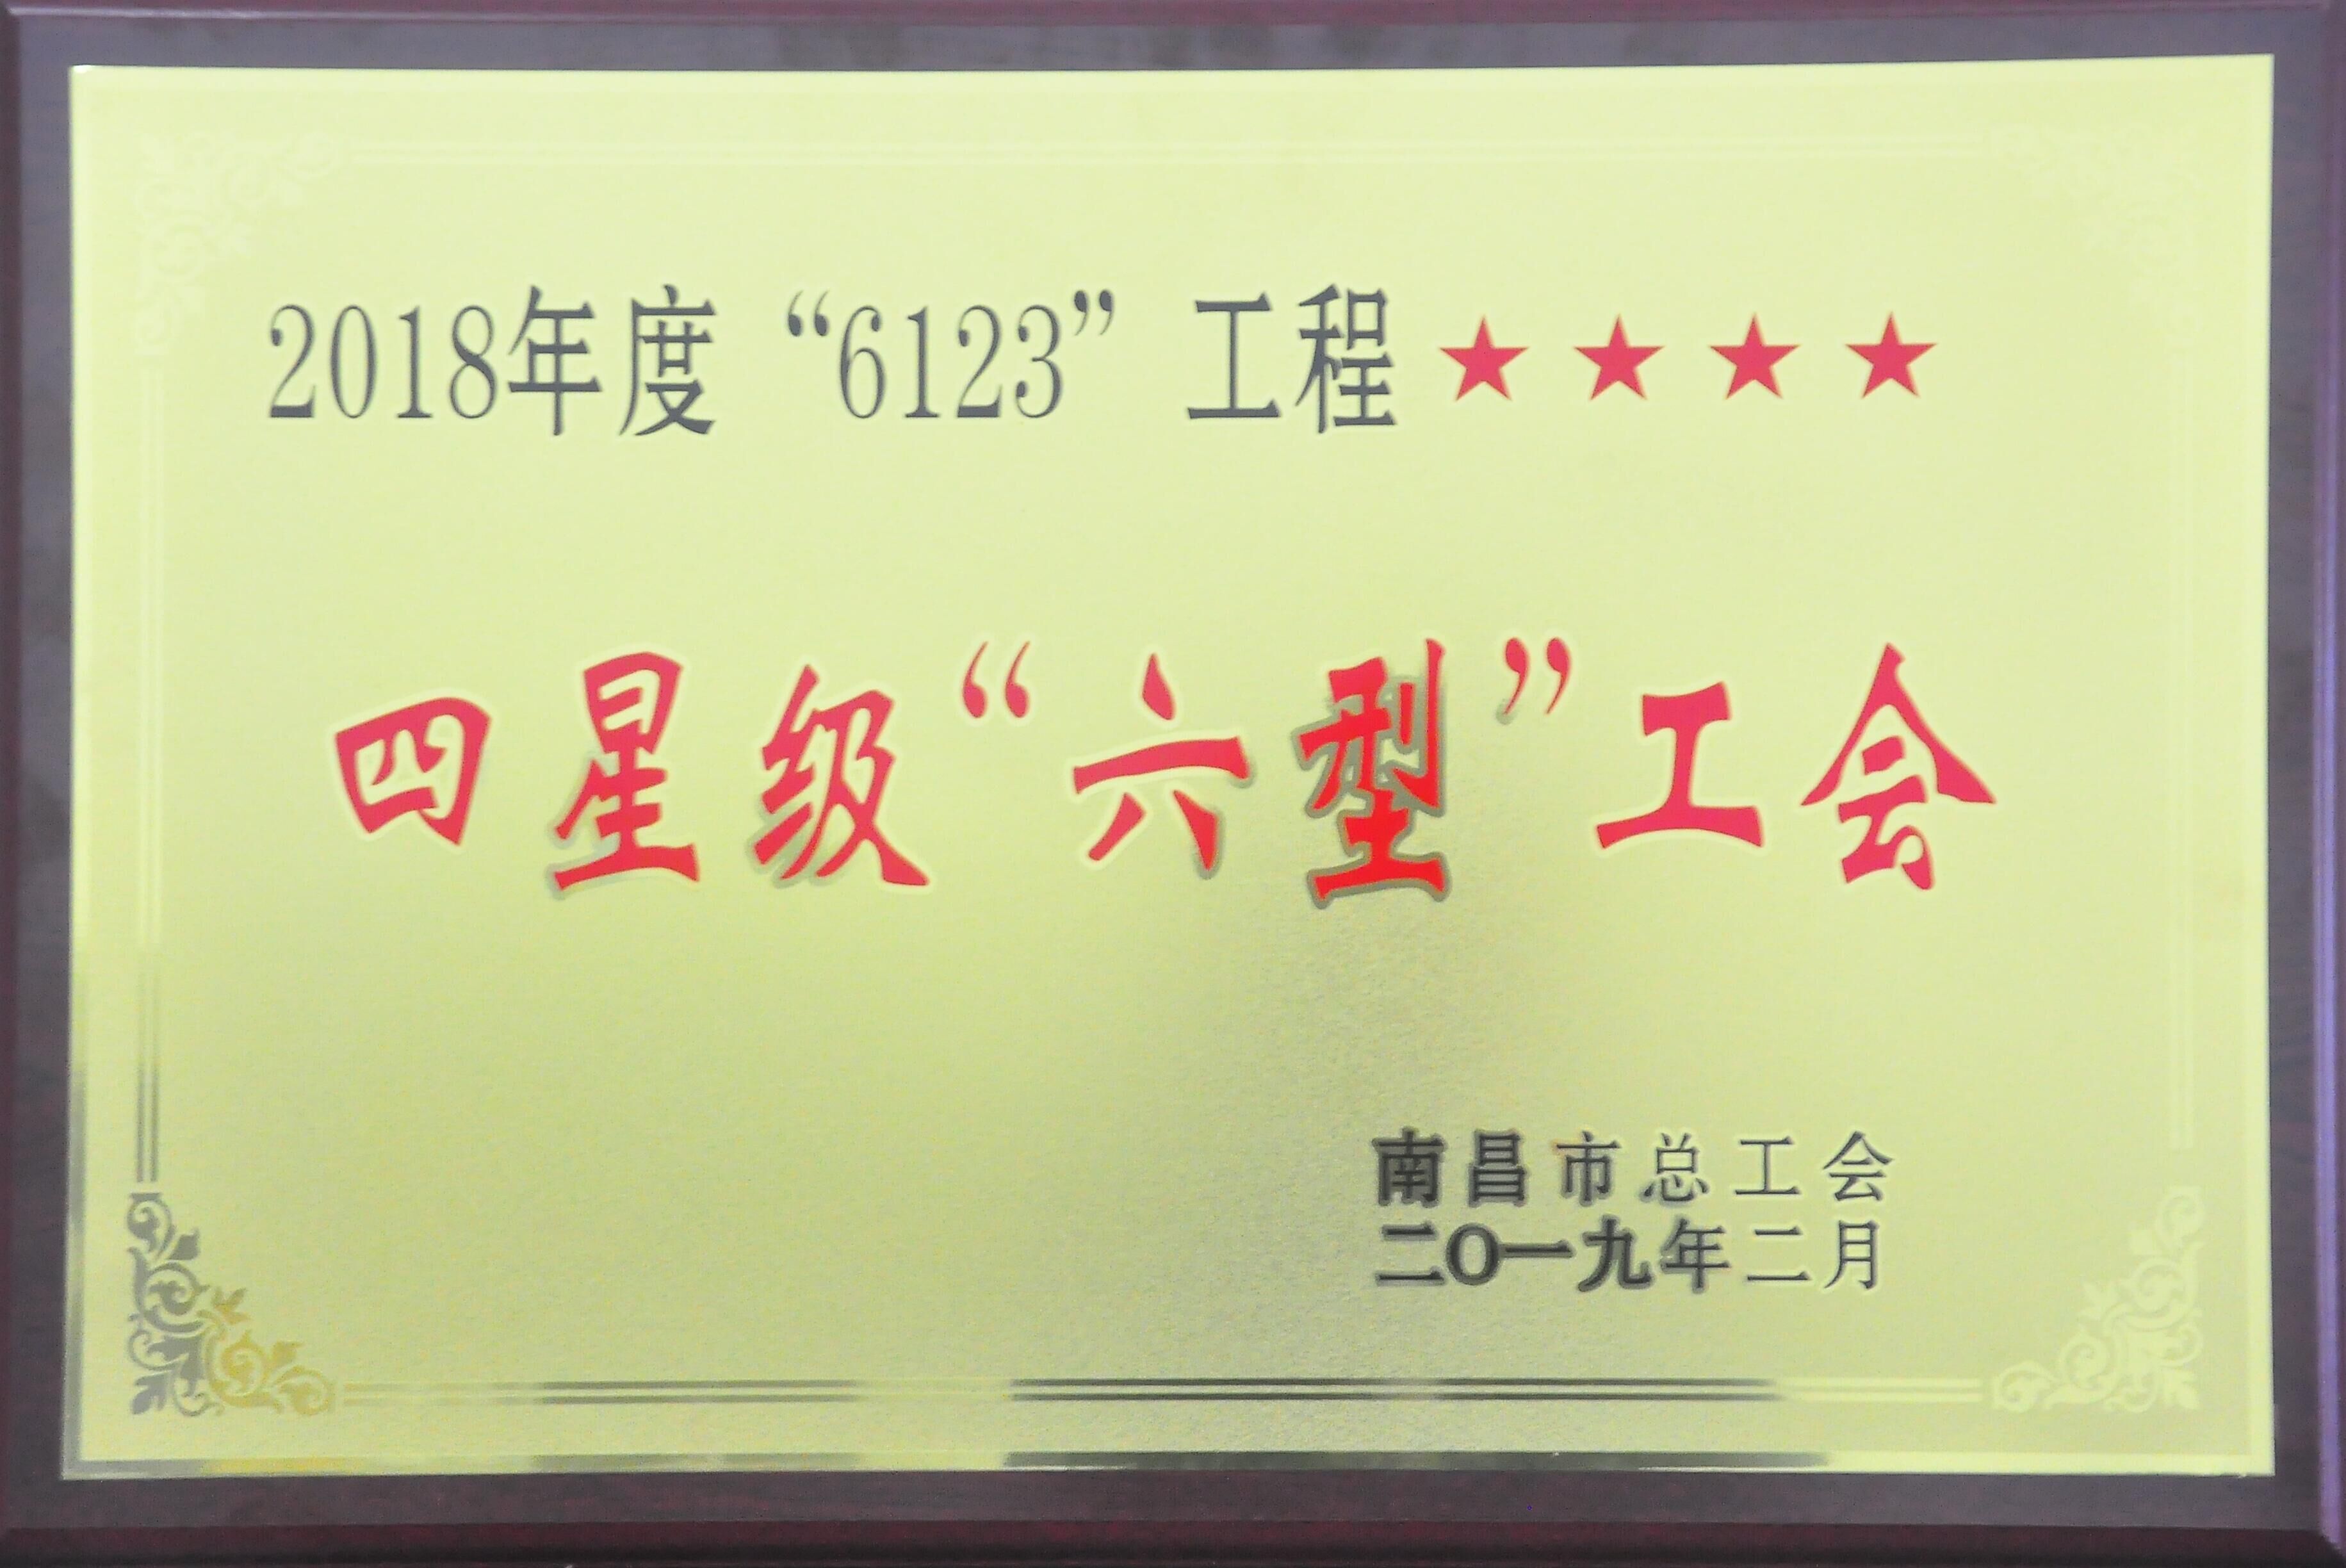 2018年度“6123”工程★★★★
四星级“六型”工会
南昌市总工会
二〇一九年二月